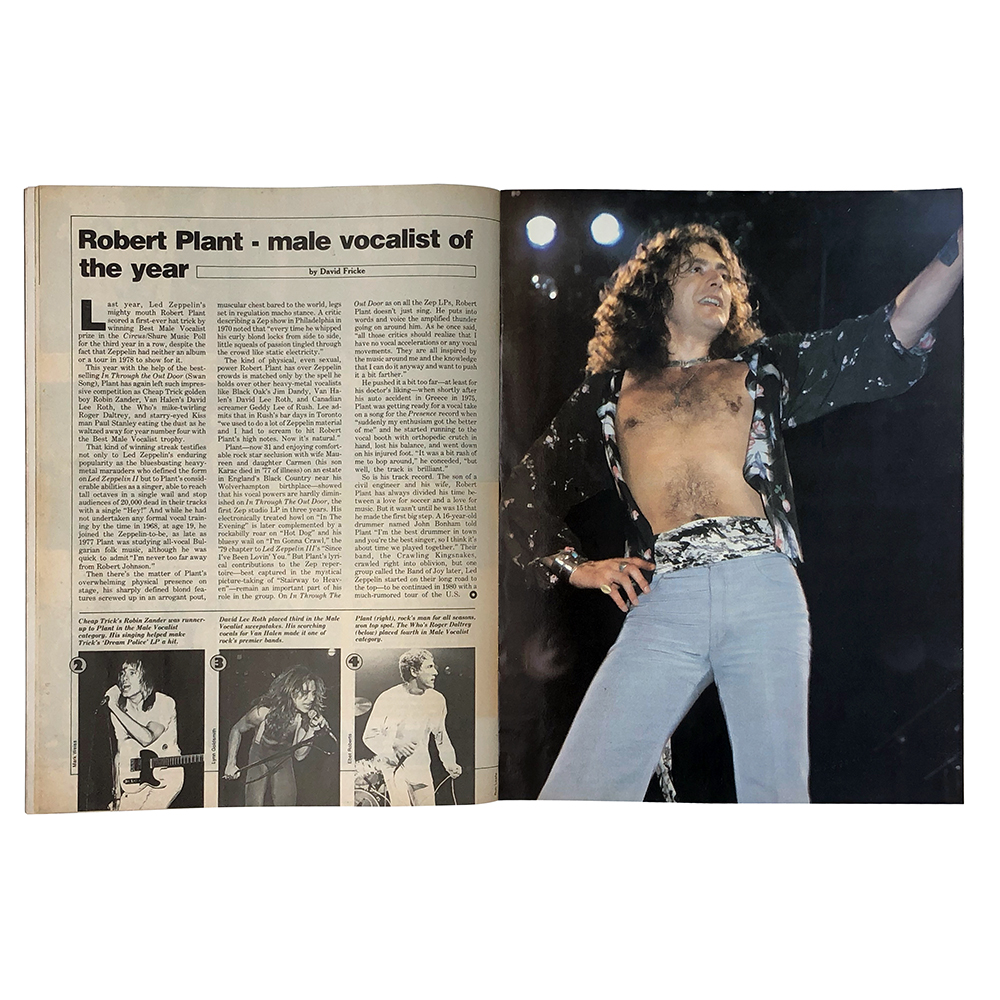 Robert Plant - male vocalist of
the year
by David Fricke
Last year, Led Zeppelin's
mighty mouth Robert Plant
scored a first-ever hat trick by
winning Best Male Vocalist
prize in the Circus/Shure Music Poll
for the third year in a row, despite the
fact that Zeppelin had neither an album
or a tour in 1978 to show for it.
This year with the help of the best-
selling In Through the Out Door (Swan
Song), Plant has again left such impres-
sive competition as Cheap Trick golden
boy Robin Zander, Van Halen's David
Lee Roth, the Who's mike-twirling
Roger Daltrey, and starry-eyed Kiss
man Paul Stanley eating the dust as he
waltzed away for year number four with
the Best Male Vocalist trophy.
That kind of winning streak testifies
not only to Led Zeppelin's enduring
popularity as the bluesbusting heavy-
metal marauders who defined the form
on Led Zeppelin II but to Plant's consid-
erable abilities as a singer, able to reach
tall octaves in a single wail and stop
audiences of 20,000 dead in their tracks
with a single "Hey!" And while he had
not undertaken any formal vocal train-
ing by the time in 1968, at age 19, he
joined the Zeppelin-to-be, as late as
1977 Plant was studying all-vocal Bul-
garian folk music, although he was
quick to admit "I'm never too far away
from Robert Johnson."
Then there's the matter of Plant's
overwhelming physical presence on
stage, his sharply defined blond fea-
tures screwed up in an arrogant pout,
muscular chest bared to the world, legs
set in regulation macho stance. A critic
describing a Zep show in Philadelphia in
1970 noted that "every time he whipped
his curly blond locks from side to side,
little squeals of passion tingled through
the crowd like static electricity."
The kind of physical, even sexual,
power Robert Plant has over Zeppelin
crowds is matched only by the spell he
holds over other heavy-metal vocalists
like Black Oak's Jim Dandy, Van Ha-
len's David Lee Roth, and Canadian
screamer Geddy Lee of Rush. Lee ad-
mits that in Rush's bar days in Toronto
"we used to do a lot of Zeppelin material
and I had to scream to hit Robert
Plant's high notes. Now it's natural."
Plant—now 31 and enjoying comfort-
able rock star seclusion with wife Mau-
reen and daughter Carmen (his son
Karac died in '77 of illness) on an estate
in England's Black Country near his
Wolverhampton birthplace—showed
that his vocal powers are hardly dimin-
ished on In Through The Out Door, the
first Zep studio LP in three years. His
electronically treated howl on "In The
Evening" is later complemented by a
rockabilly roar on "Hot Dog" and his
bluesy wail on "I'm Gonna Crawl," the
'79 chapter to Led Zeppelin III's "Since
I've Been Lovin' You." But Plant's lyri-
cal contributions to the Zep reper-
toire—best captured in the mystical
picture-taking of "Stairway to Heav-
en"—remain an important part of his
role in the group. On In Through The
Out Door as on all the Zep LPs, Robert
Plant doesn't just sing. He puts into
words and voice the amplified thunder
going on around him. As he once said,
"all those critics should realize that I
have no vocal accelerations or any vocal
movements. They are all inspired by
the music around me and the knowledge
that I can do it anyway and want to push
it a bit farther."
He pushed it a bit too far—at least for
his doctor's liking—when shortly after
his auto accident in Greece in 1975,
Plant was getting ready for a vocal take
on a song for the Presence record when
"suddenly my enthusiasm got the better
of me" and he started running to the
vocal booth with orthopedic crutch in
hand, lost his balance, and went down
on his injured foot. "It was a bit rash of
me to bop around," he conceded, "but
well, the track is brilliant."
So is his track record. The son of a
civil engineer and his wife, Robert
Plant has always divided his time be-
tween a love for soccer and a love for
music. But it wasn't until he was 15 that
he made the first big step. A 16-year-old
drummer named John Bonham told
Plant "I'm the best drummer in town
and you're the best singer, so I think it's
about time we played together." Their
band, the Crawling Kingsnakes,
crawled right into oblivion, but one
group called the Band of Joy later, Led
Zeppelin started on their long road to
the top—to be continued in 1980 with a
much-rumored tour of the U.S.
Cheap Trick's Robin Zander was runner-
up to Plant in the Male Vocalist
category. His singing helped make
Trick's 'Dream Police' LP a hit.
David Lee Roth placed third in the Male
Vocalist sweepstakes. His scorching
vocals for Van Halen made it one of
rock's premier bands.
Plant (right), rock's man for all seasons,
won top spot. The Who's Roger Daltrey
(below) placed fourth in Male Vocalist
category.
2
3
4
Mark Weiss
Lynn Goldsmith
Ebet Roberts